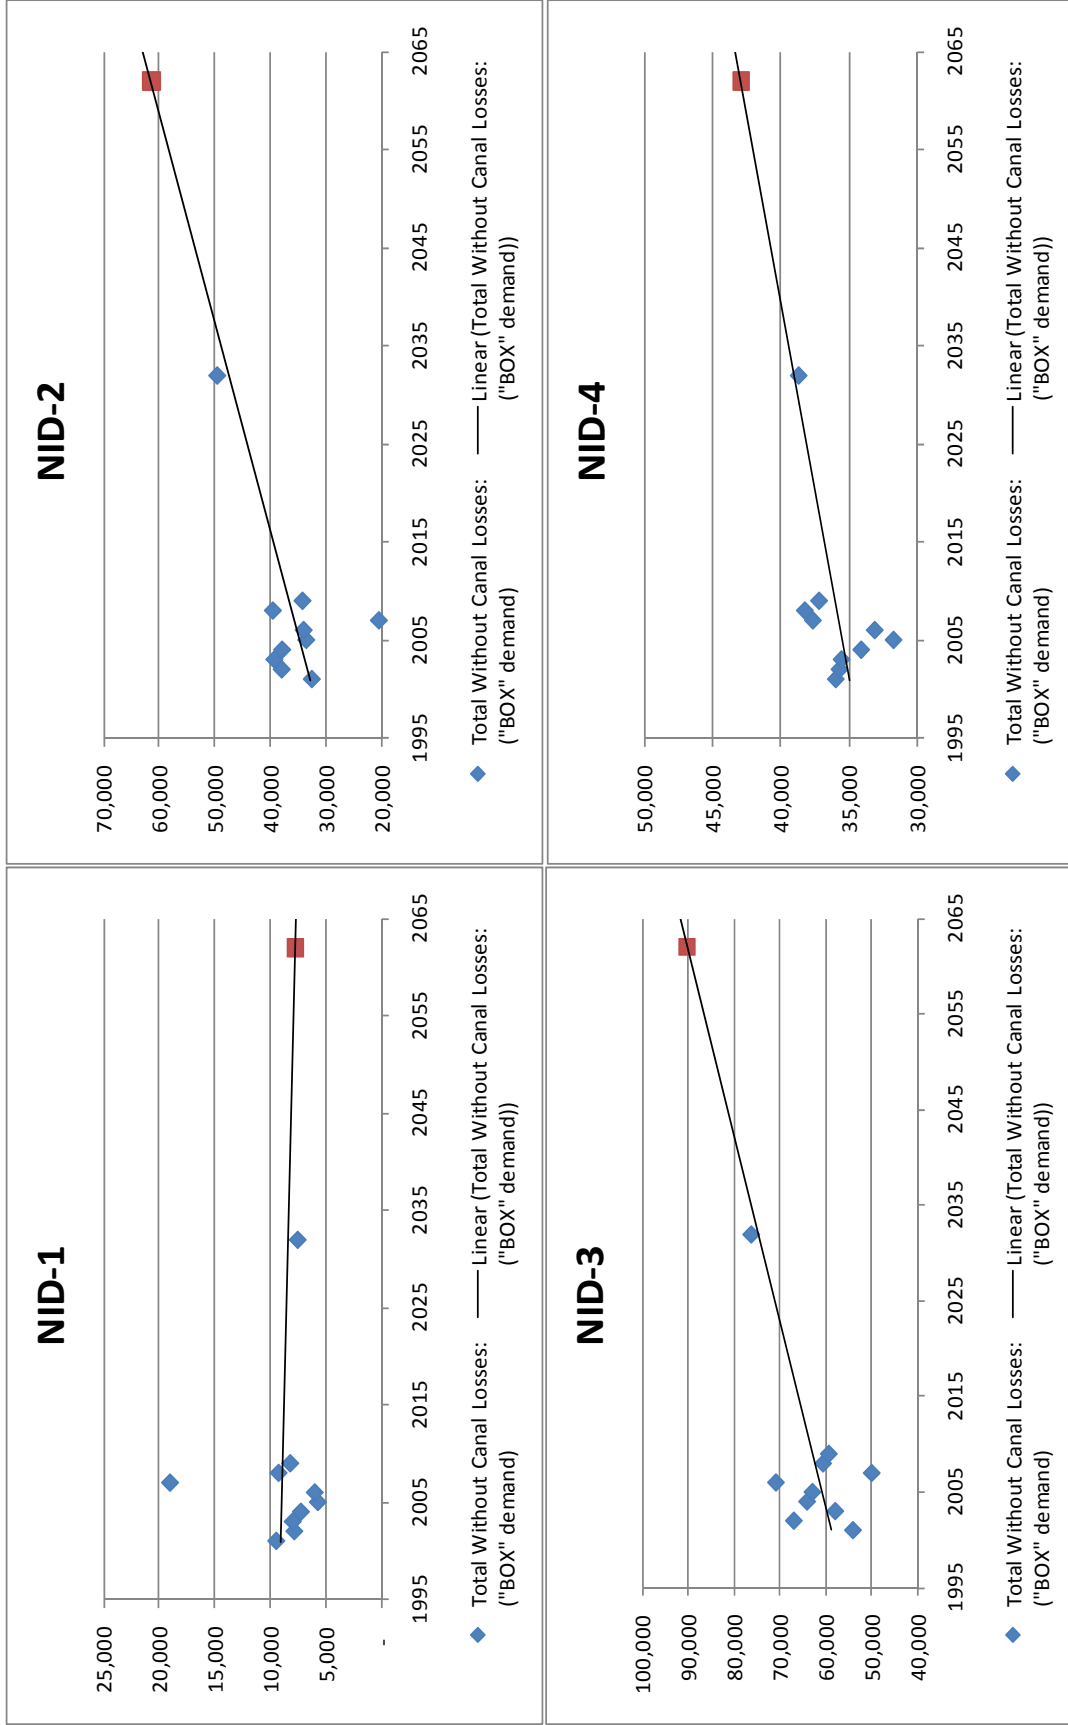 NID-1
25,000
20,000
15,000
10,000
5,000
-
1995
2005
2015
2025
2035
2045
2055
2065
Total Without Canal Losses:
("BOX" demand)
Linear (Total Without Canal Losses:
("BOX" demand))
NID-2
70,000
60,000
50,000
40,000
30,000
20,000
1995
2005
2015
2025
2035
2045
2055
2065
Total Without Canal Losses:
("BOX" demand)
Linear (Total Without Canal Losses:
("BOX" demand))
NID-3
100,000
90,000
80,000
70,000
60,000
50,000
40,000
1995
2005
2015
2025
2035
2045
2055
2065
Total Without Canal Losses:
("BOX" demand)
Linear (Total Without Canal Losses:
("BOX" demand))
NID-4
50,000
45,000
40,000
35,000
30,000
1995
2005
2015
2025
2035
2045
2055
2065
Total Without Canal Losses:
("BOX" demand)
Linear (Total Without Canal Losses:
("BOX" demand))